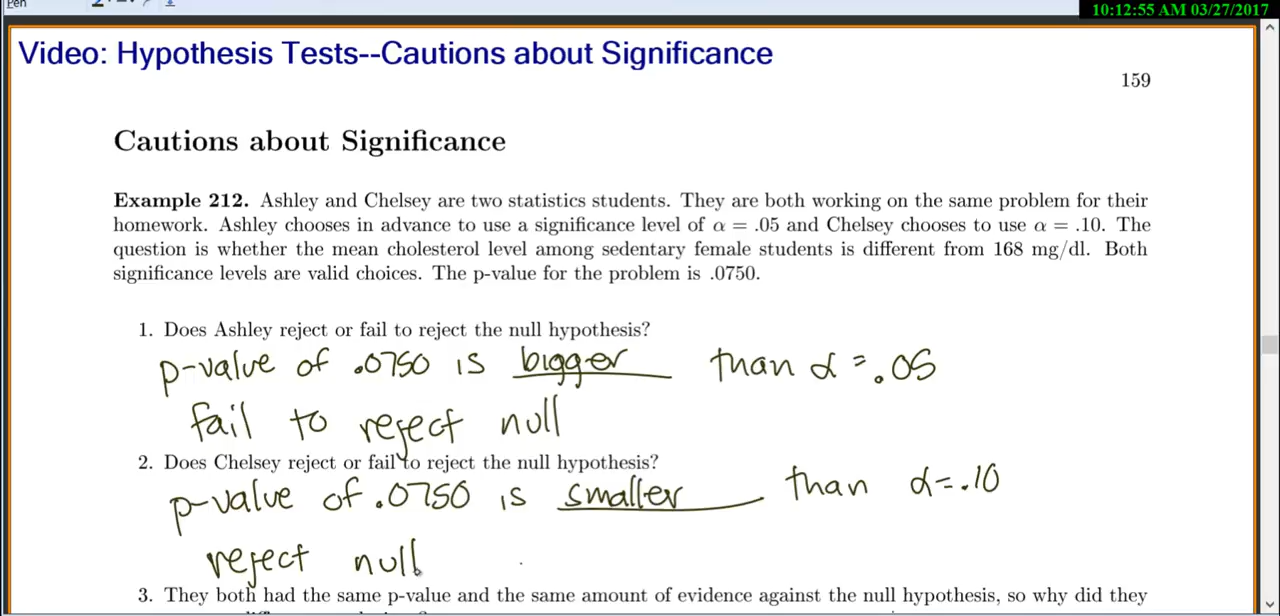 Pen
10:12:55 AM 03/27/2017
Video: Hypothesis Tests--Cautions about Significance
159
Cautions about Significance
Example 212. Ashley and Chelsey are two statistics students. They are both working on the same problem for their
homework. Ashley chooses in advance to use a significance level of α = .05 and Chelsey chooses to use α = .10. The
question is whether the mean cholesterol level among sedentary female students is different from 168 mg/dl. Both
significance levels are valid choices. The p-value for the problem is .0750.
1. Does Ashley reject or fail to reject the null hypothesis?
p-value of .0750 is bigger than α = .05
fail to reject null
2. Does Chelsey reject or fail to reject the null hypothesis?
p-value of .0750 is smaller than α = .10
reject null
3. They both had the same p-value and the same amount of evidence against the null hypothesis, so why did they